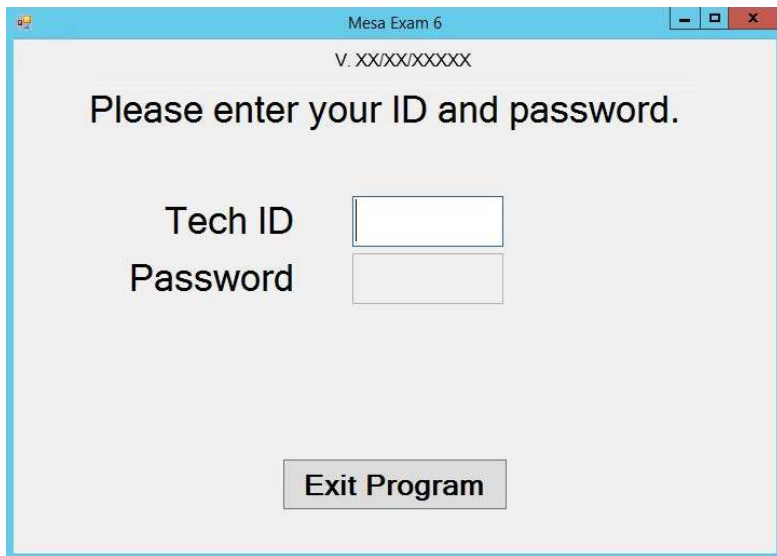 Mesa Exam 6
V. XX/XX/XXXXX
Please enter your ID and password.
Tech ID
Password
Exit Program